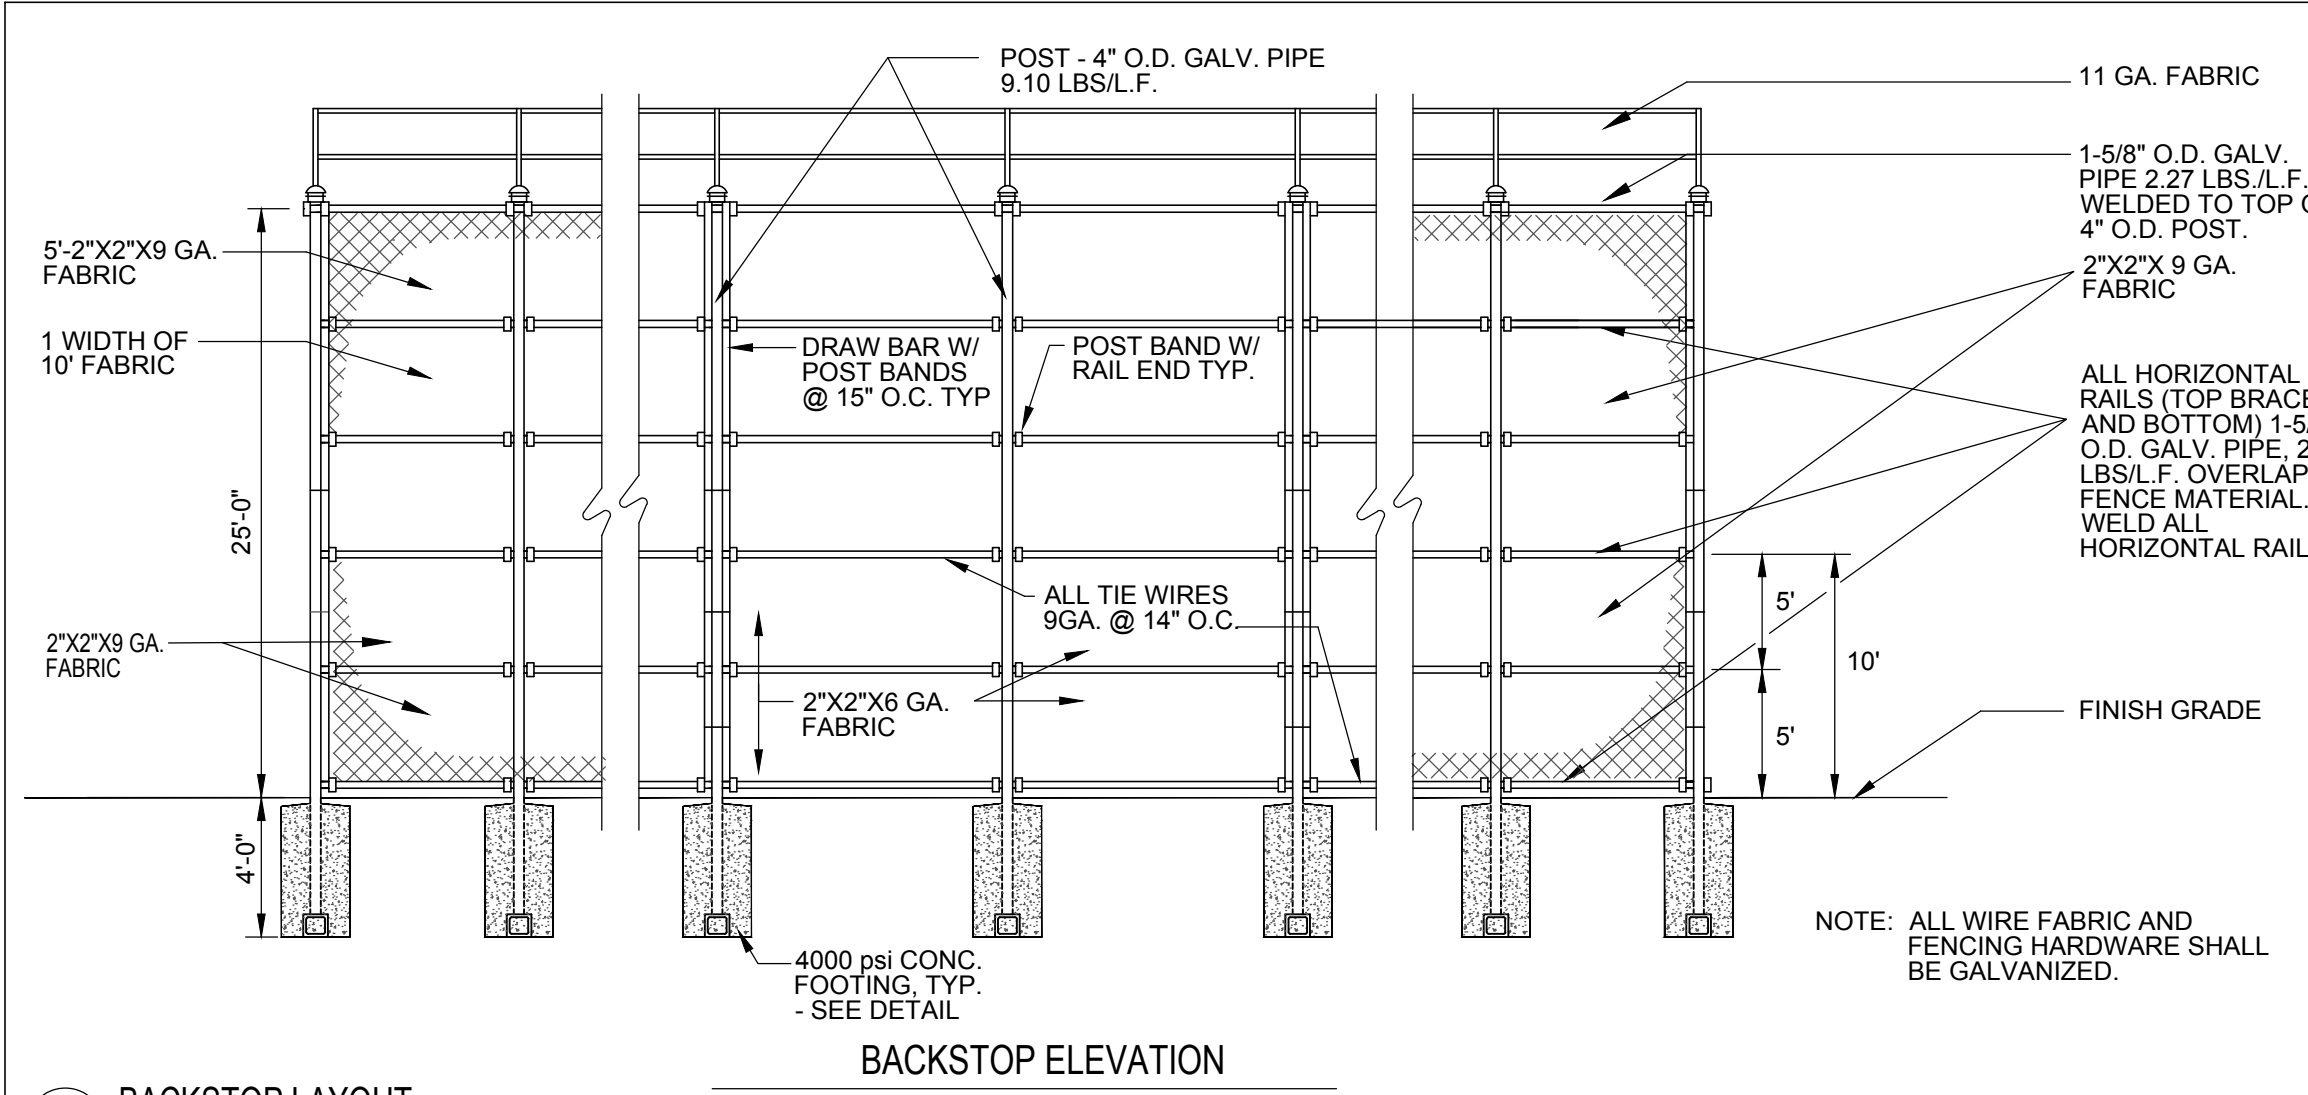 POST - 4" O.D. GALV. PIPE
9.10 LBS/L.F.
11 GA. FABRIC
1-5/8" O.D. GALV.
PIPE 2.27 LBS./L.F.
WELDED TO TOP
4" O.D. POST.
5'-2"X2"X9 GA.
FABRIC
2"X2"X 9 GA.
FABRIC
1 WIDTH OF
10' FABRIC
DRAW BAR W/
POST BANDS
@ 15" O.C. TYP
POST BAND W/
RAIL END TYP.
ALL HORIZONTAL
RAILS (TOP BRACE
AND BOTTOM)
O.D. GALV. PIPE,
LBS/L.F. OVERLAP
FENCE MATERIAL.
WELD ALL
HORIZONTAL RAIL
25'-0"
ALL TIE WIRES
9GA. @ 14" O.C.
5'
10'
2"X2"X9 GA.
FABRIC
2"X2"X6 GA.
FABRIC
5'
FINISH GRADE
4'-0"
4000 psi CONC.
FOOTING, TYP.
- SEE DETAIL
NOTE: ALL WIRE FABRIC AND
FENCING HARDWARE SHALL
BE GALVANIZED.
BACKSTOP ELEVATION
BACKSTOP LAYOUT